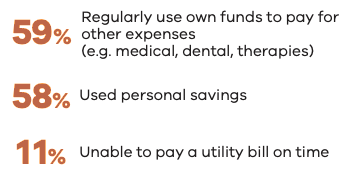 59% Regularly use own funds to pay for
other expenses
(e.g. medical, dental, therapies)
58% Used personal savings
11% Unable to pay a utility bill on time